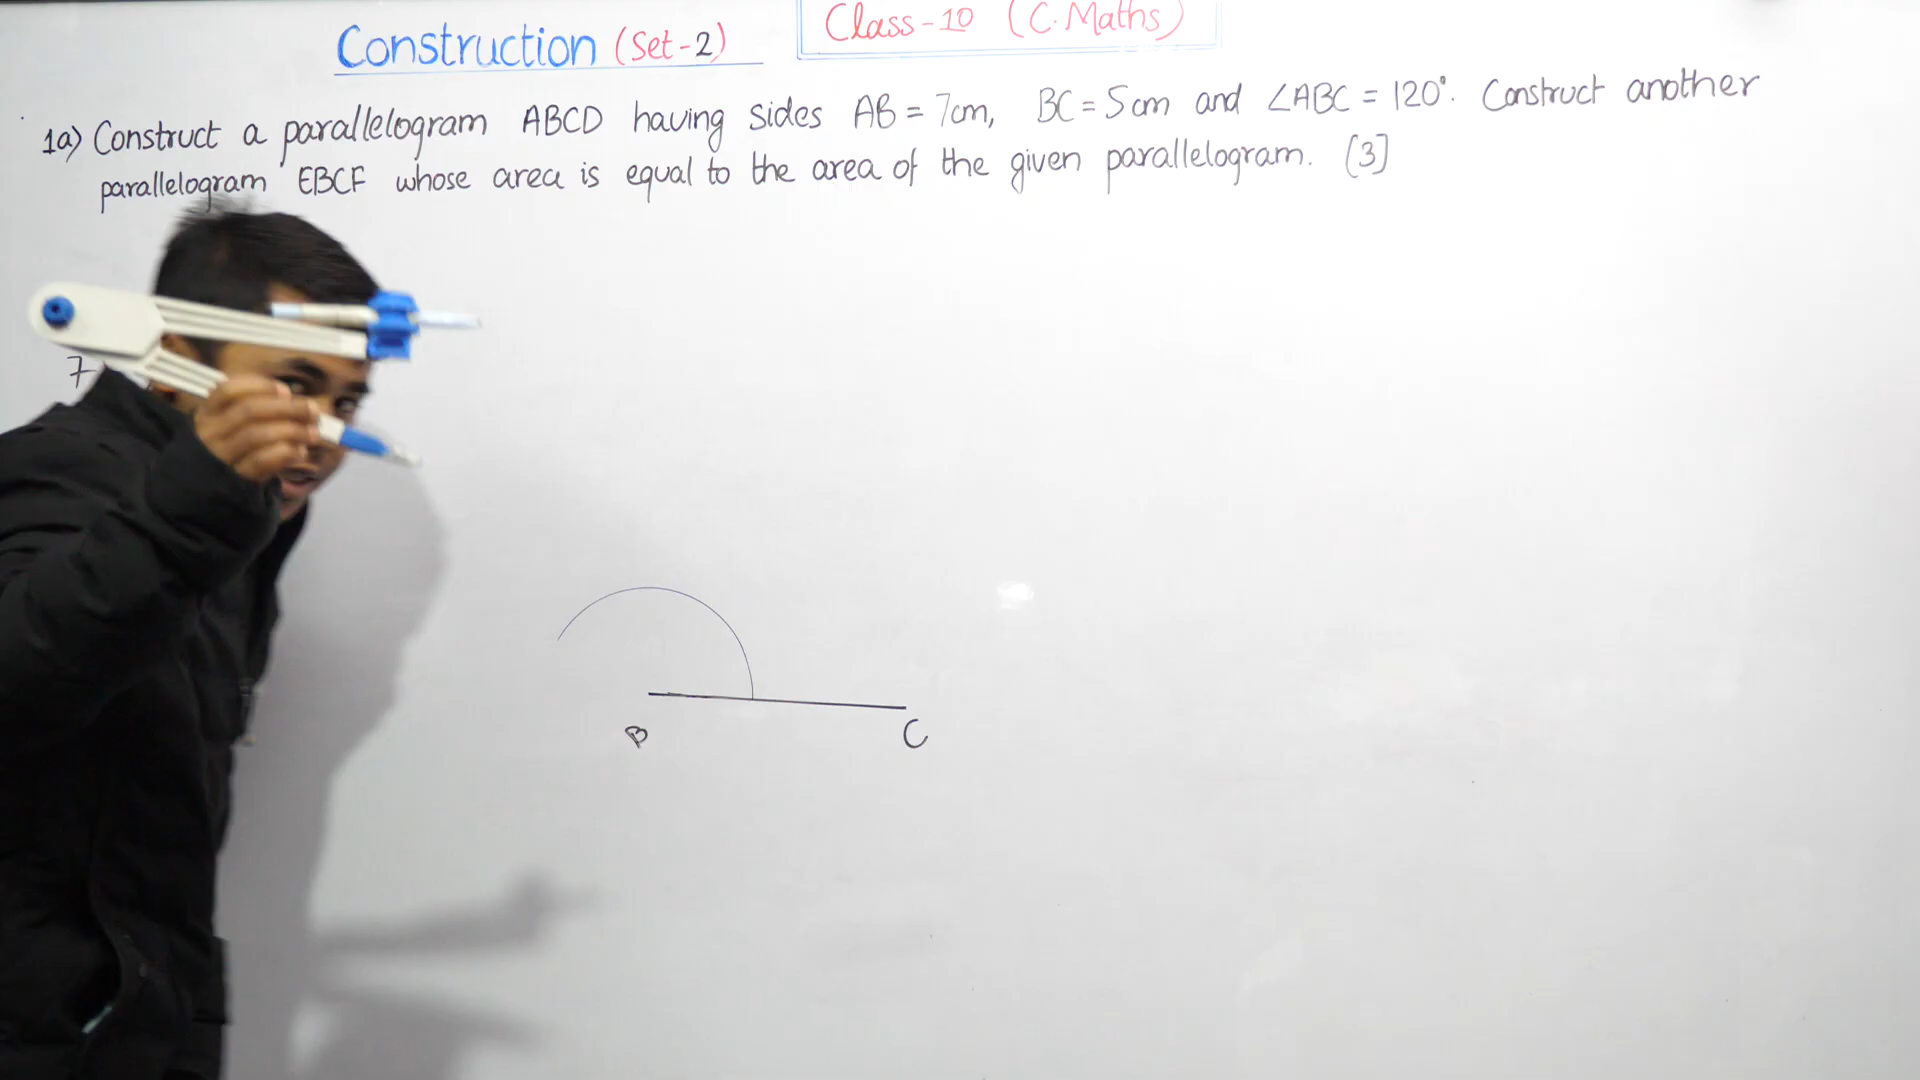 Construction (Set-2)
Class-10 (C.Maths)
1a) Construct a parallelogram ABCD having sides AB = 7cm, BC = 5cm and ∠ABC = 120°. Construct another
parallelogram EBCF whose area is equal to the area of the given parallelogram. [3]
7
B
C